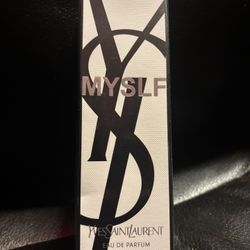 MYSLF
YVESSAINTLAURENT
EAU DE PARFUM